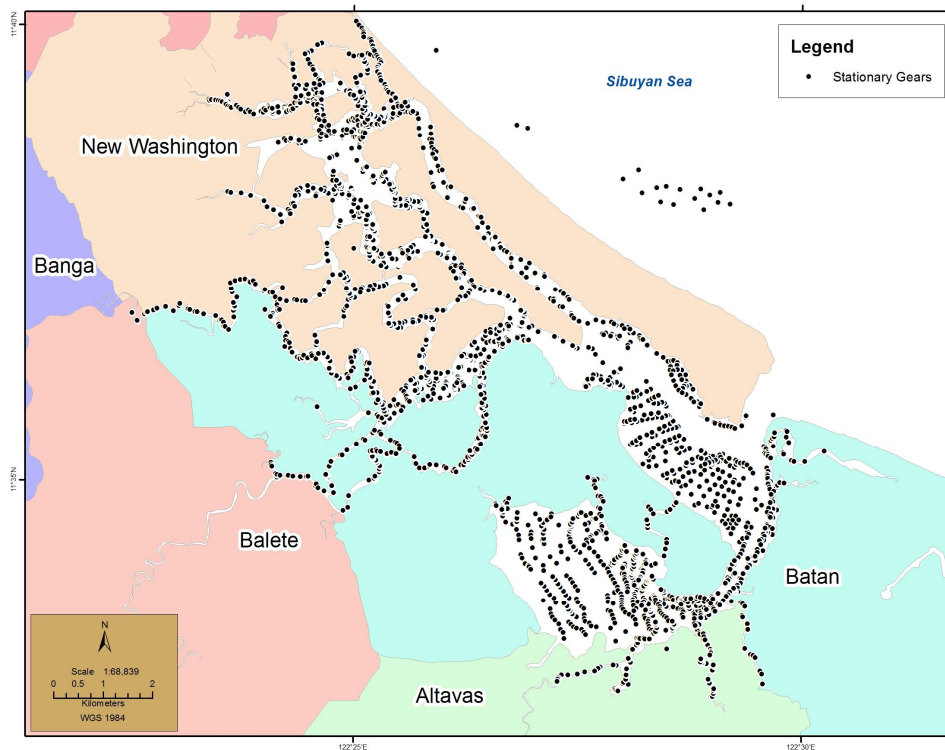 11°40'N
Legend
Stationary Gears
Sibuyan Sea
New Washington
Banga
11°35'N
Balete
Batan
Altavas
N
Scale 1:68,839
0 0.5 1 2
Kilometers
WGS 1984
122°25'E
122°30'E